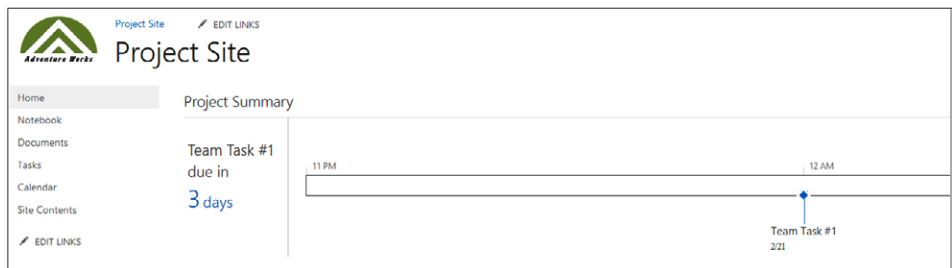 Project Site
EDIT LINKS
Adventure Works
Project Site
Home
Notebook
Documents
Tasks
Calendar
Site Contents
EDIT LINKS
Project Summary
Team Task #1
due in
3 days
11 PM
12 AM
Team Task #1
2/21